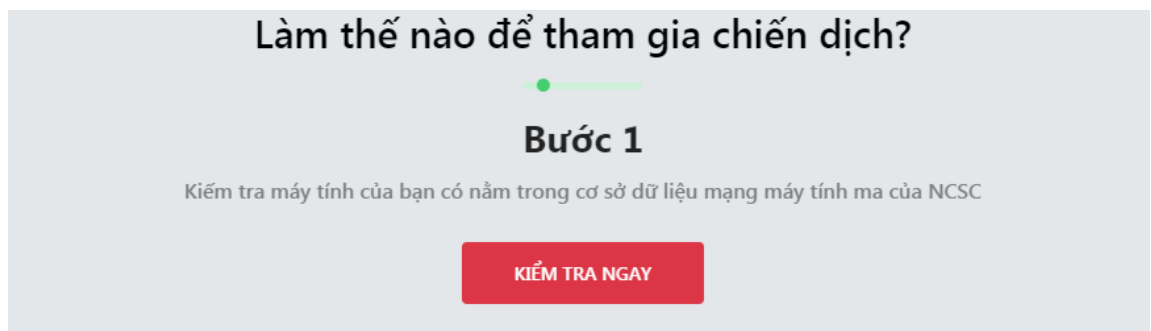 Làm thế nào để tham gia chiến dịch?
Bước 1
Kiếm tra máy tính của bạn có nằm trong cơ sở dữ liệu mạng máy tính ma của NCSC
KIỂM TRA NGAY